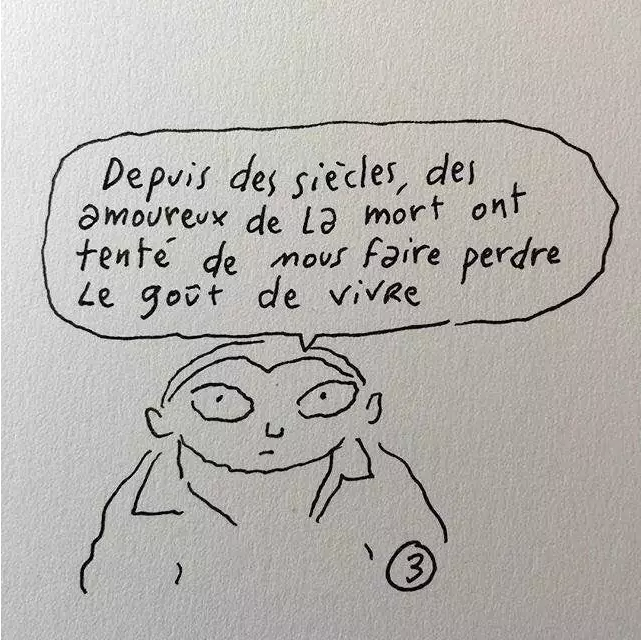 Depuis des siècles, des
amoureux de la mort ont
tenté de nous faire perdre
Le goût de vivre
3